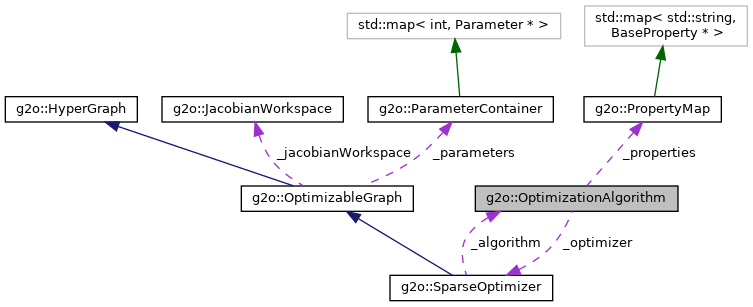 std::map< int, Parameter * >
std::map< std::string,
BaseProperty * >
g2o::HyperGraph
g2o::JacobianWorkspace
g2o::ParameterContainer
g2o::PropertyMap
_jacobianWorkspace
_parameters
_properties
g2o::OptimizableGraph
g2o::OptimizationAlgorithm
_algorithm
_optimizer
g2o::SparseOptimizer